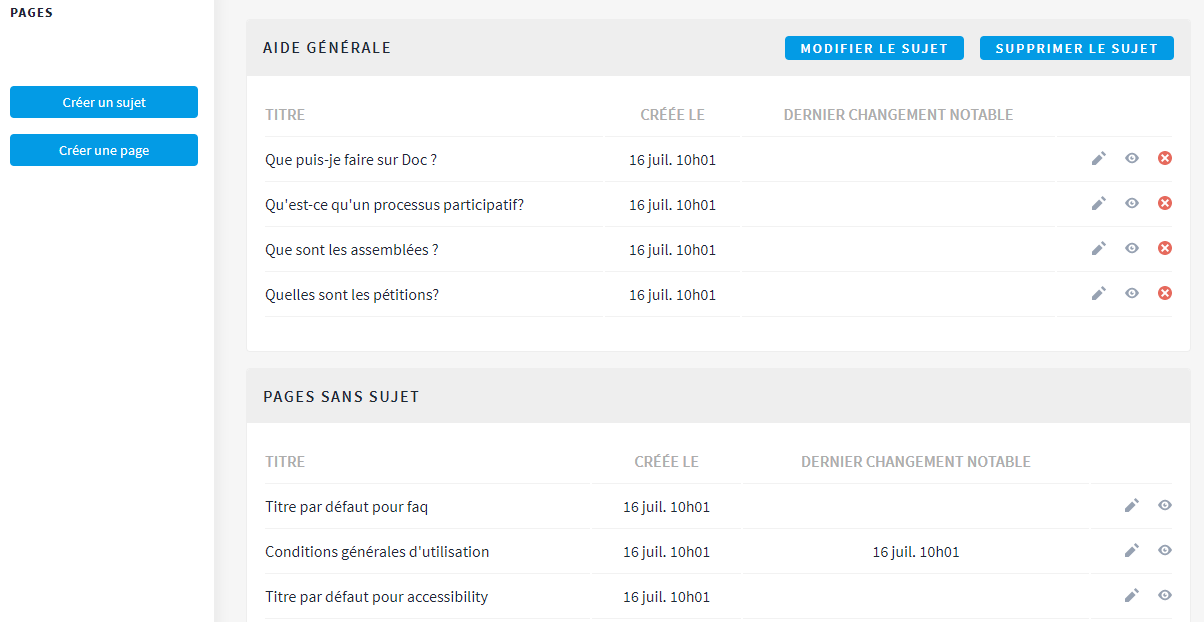 PAGES
Créer un sujet
Créer une page
AIDE GÉNÉRALE MODIFIER LE SUJET SUPPRIMER LE SUJET
TITRE CRÉÉE LE DERNIER CHANGEMENT NOTABLE
Que puis-je faire sur Doc ? 16 juil. 10h01
Qu'est-ce qu'un processus participatif? 16 juil. 10h01
Que sont les assemblées ? 16 juil. 10h01
Quelles sont les pétitions? 16 juil. 10h01
PAGES SANS SUJET
TITRE CRÉÉE LE DERNIER CHANGEMENT NOTABLE
Titre par défaut pour faq 16 juil. 10h01
Conditions générales d'utilisation 16 juil. 10h01 16 juil. 10h01
Titre par défaut pour accessibility 16 juil. 10h01